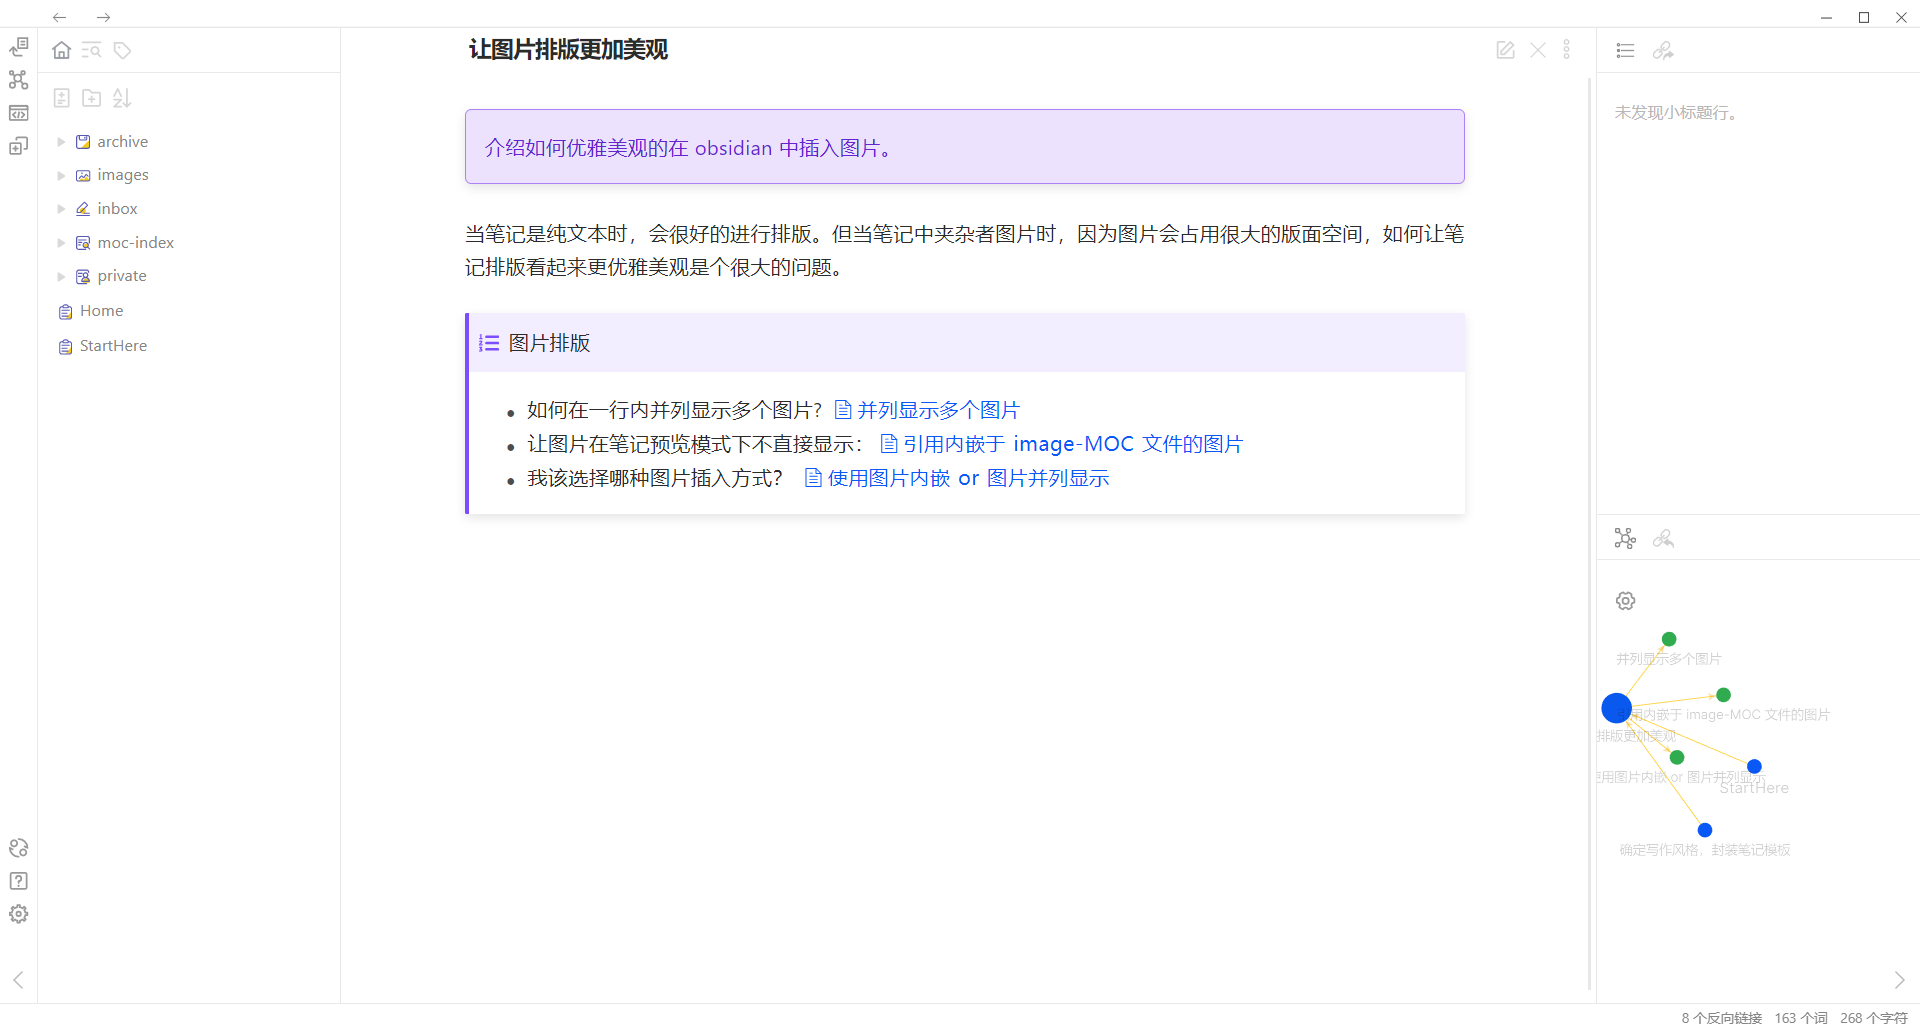 让图片排版更加美观
archive
images
inbox
moc-index
private
Home
StartHere
介绍如何优雅美观的在 obsidian 中插入图片。
当笔记是纯文本时，会很好的进行排版。但当笔记中夹杂者图片时，因为图片会占用很大的版面空间，如何让笔
记排版看起来更优雅美观是个很大的问题。
图片排版
如何在一行内并列显示多个图片？ 并列显示多个图片
让图片在笔记预览模式下不直接显示： 引用内嵌于 image-MOC 文件的图片
我该选择哪种图片插入方式？ 使用图片内嵌 or 图片并列显示
未发现小标题行。
并列显示多个图片
用内嵌于 image-MOC 文件的图片
排版更加美观
使用图片内嵌 or 图片并列显示
StartHere
确定写作风格，封装笔记模板
8 个反向链接 163 个词 268 个字符